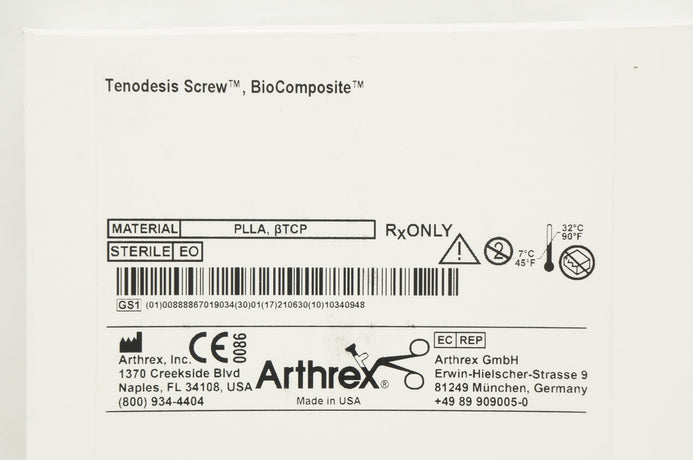 Tenodesis Screw™, BioComposite™
MATERIAL PLLA, βTCP
RxONLY
STERILE EO
2
32°C
90°F
7°C
45°F
GS1 (01)00888867019034(30)01(17)210630(10)10340948
CE 0086
Arthrex, Inc.
1370 Creekside Blvd
Naples, FL 34108, USA
(800) 934-4404
Arthrex®
Made in USA
EC REP
Arthrex GmbH
Erwin-Hielscher-Strasse 9
81249 München, Germany
+49 89 909005-0